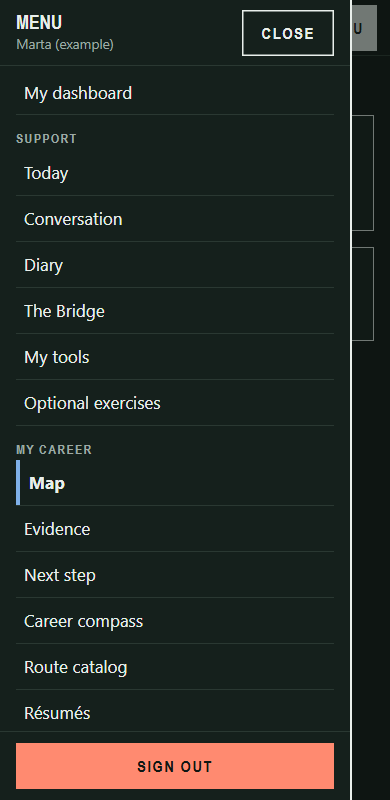 MENU
Marta (example)
CLOSE
U
My dashboard
SUPPORT
Today
Conversation
Diary
The Bridge
My tools
Optional exercises
MY CAREER
Map
Evidence
Next step
Career compass
Route catalog
Résumés
SIGN OUT